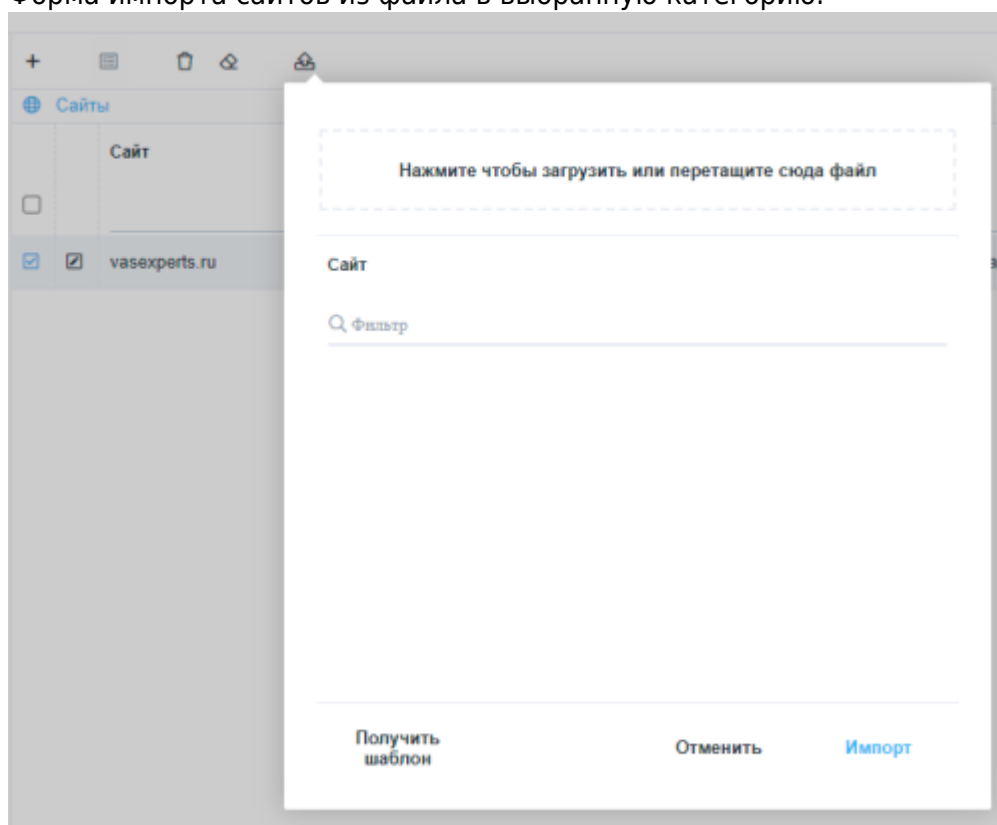 Форма импорта сайтов из файла в выбранную категорию.
Сайты
Сайт
Нажмите чтобы загрузить или перетащите сюда файл
vasexperts.ru
Сайт
Фильтр
Получить
шаблон
Отменить
Импорт